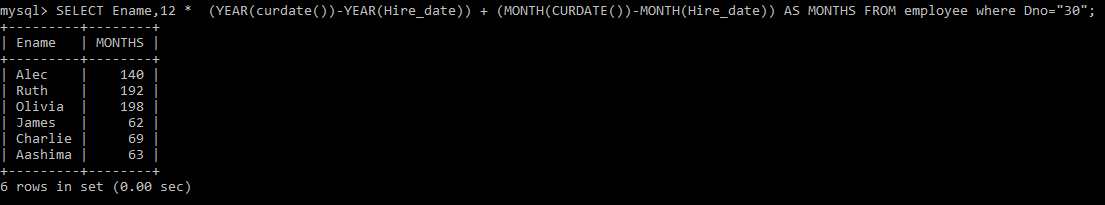 mysql> SELECT Ename,12 *  (YEAR(curdate())-YEAR(Hire_date)) + (MONTH(CURDATE())-MONTH(Hire_date)) AS MONTHS FROM employee where Dno="30";
+---------+--------+
| Ename   | MONTHS |
+---------+--------+
| Alec    |    140 |
| Ruth    |    192 |
| Olivia  |    198 |
| James   |     62 |
| Charlie |     69 |
| Aashima |     63 |
+---------+--------+
6 rows in set (0.00 sec)